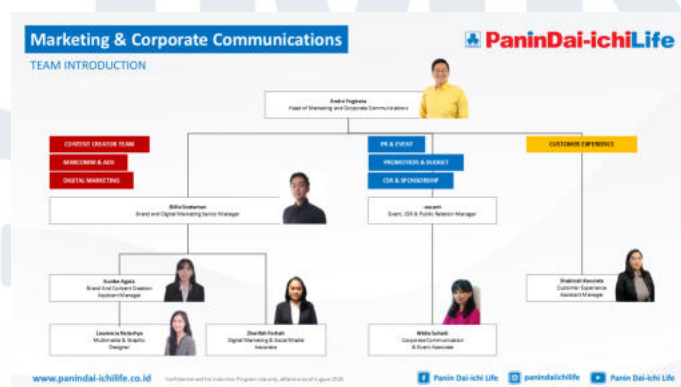 Marketing & Corporate Communications
PaninDai-ichiLife
TEAM INTRODUCTION
Andre Yoginata
Head of Marketing and Corporate Communications
CONTENT CREATOR TEAM
MARCOMM & ADS
DIGITAL MARKETING
PR & EVENT
PROMOTION & BUDGET
CSR & SPONSORSHIP
CUSTOMER EXPERIENCE
Brand and Digital Marketing Senior Manager
-vacant-
Event, CSR & Public Relation Manager
Agata
Brand And Content Creation
Assistant Manager
Customer Experience
Assistant Manager
Multimedia & Graphic
Designer
Farhah
Digital Marketing & Social Media
Associate
Suhadi
Corporate Communication
& Event Associate
www.panindai-ichilife.co.id
Panin Dai-ichi Life
panindaiichilife
Panin Dai-ichi Life